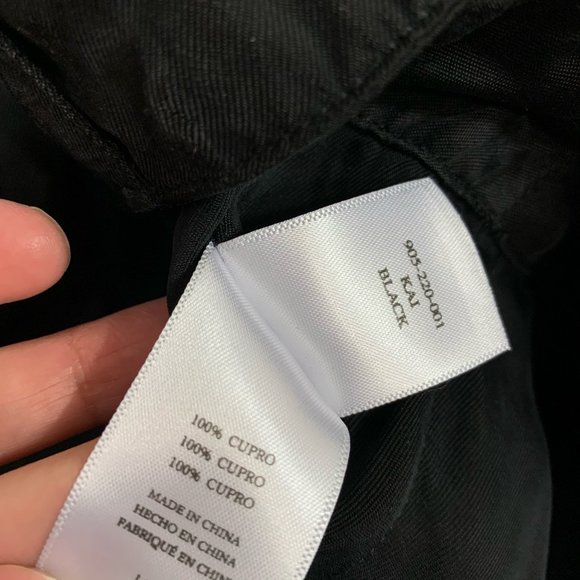 905-220-001
KAI
BLACK
100% CUPRO
100% CUPRO
100% CUPRO
MADE IN CHINA
HECHO EN CHINA
FABRIQUÉ EN CHINA